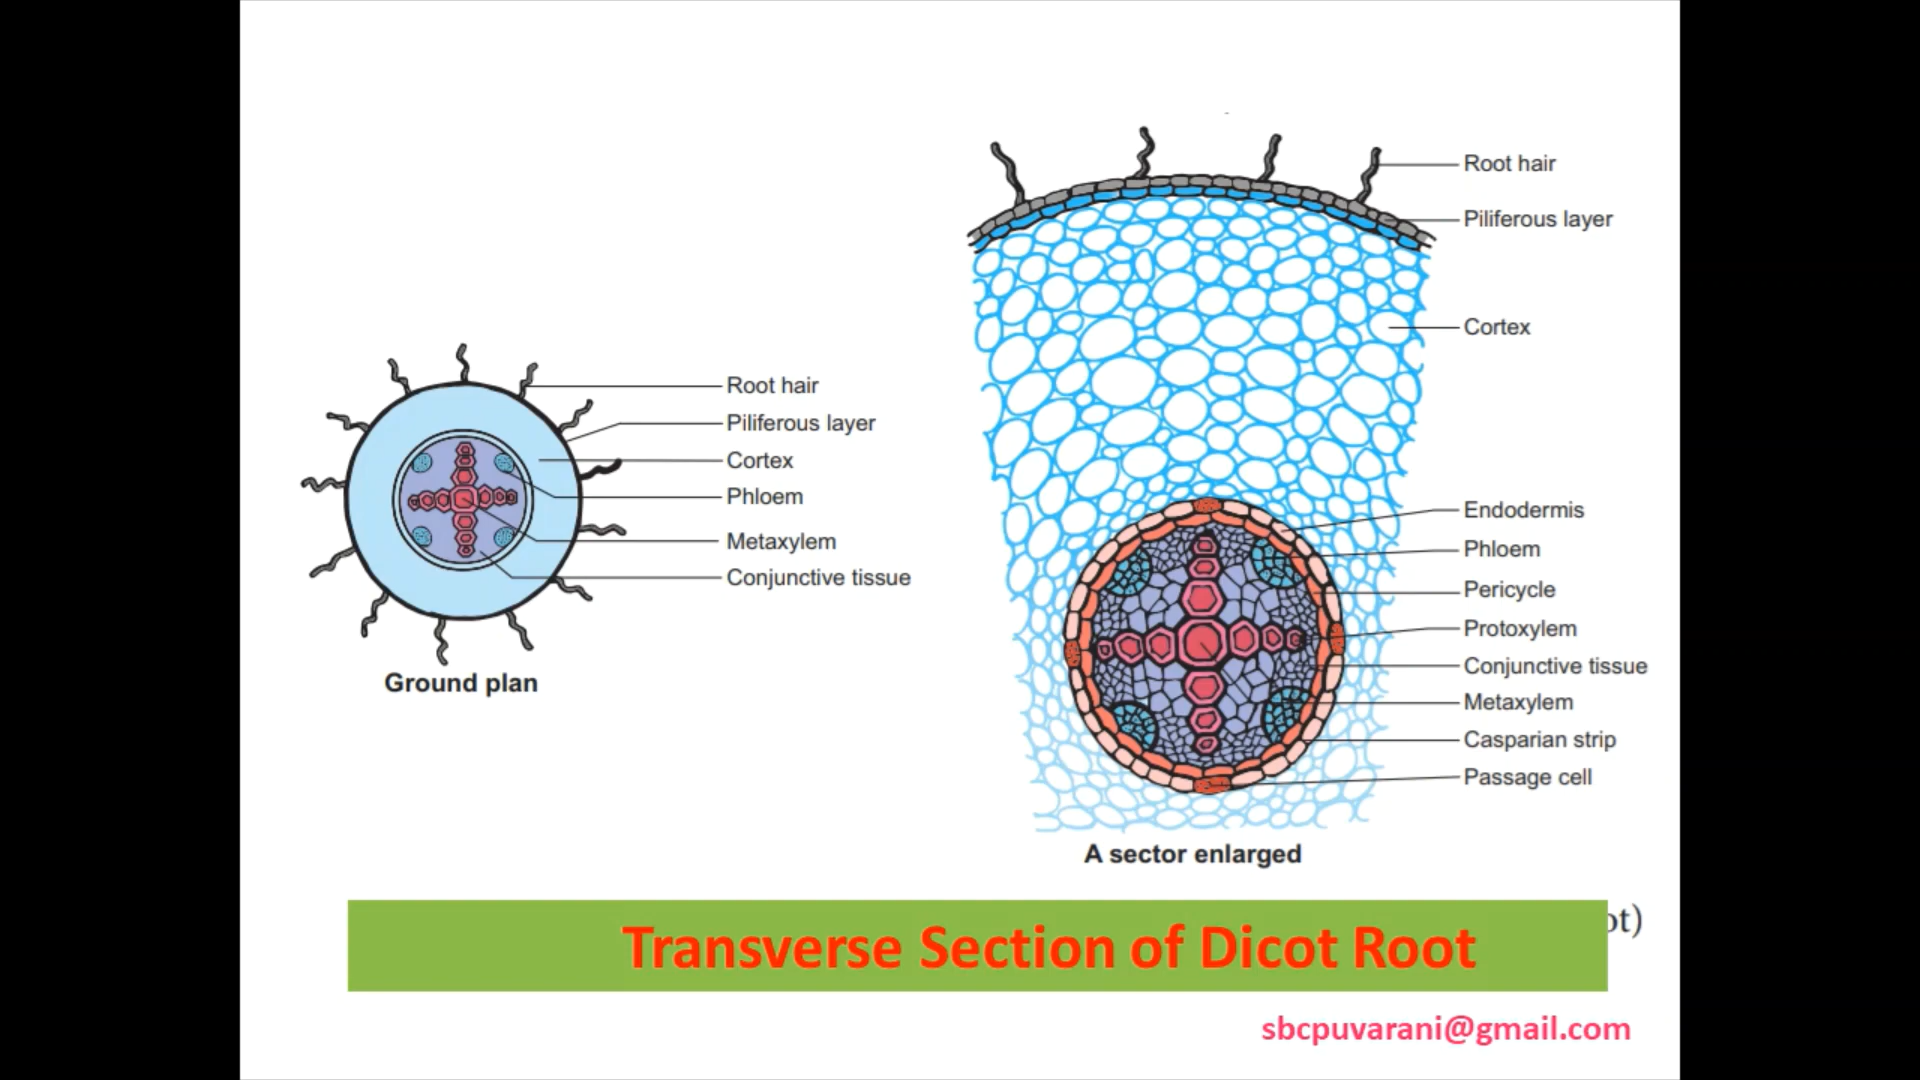 Root hair
Piliferous layer
Cortex
Phloem
Metaxylem
Conjunctive tissue
Ground plan
Root hair
Piliferous layer
Cortex
Endodermis
Phloem
Pericycle
Protoxylem
Conjunctive tissue
Metaxylem
Casparian strip
Passage cell
A sector enlarged
ot)
Transverse Section of Dicot Root
sbcpuvarani@gmail.com